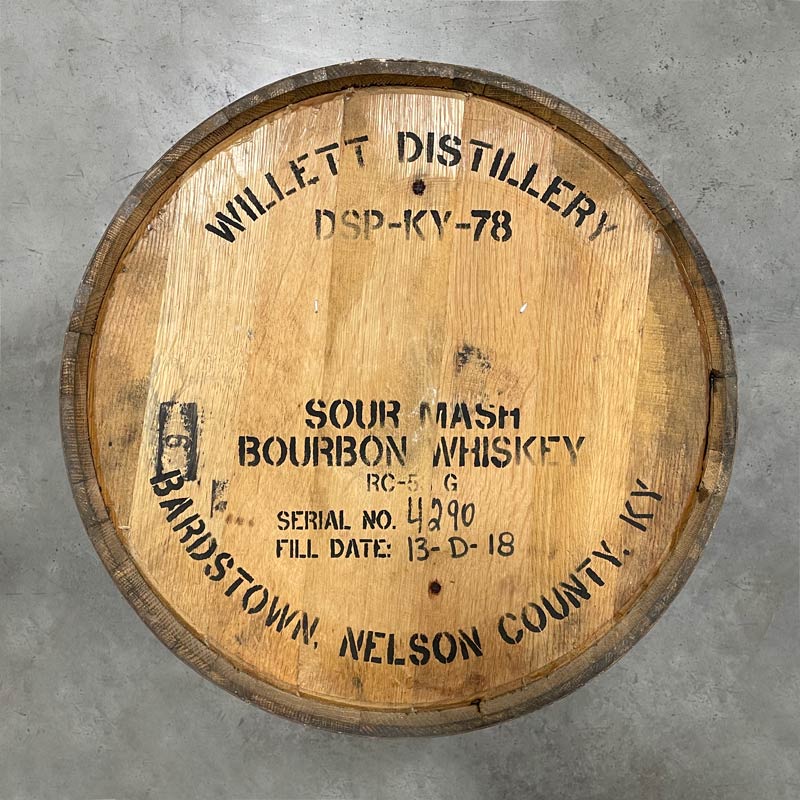 WILLETT DISTILLERY
DSP-KY-78
SOUR MASH
BOURBON WHISKEY
SERIAL NO. 4290
FILL DATE: 13-D-18
BARDSTOWN, NELSON COUNTY, KY